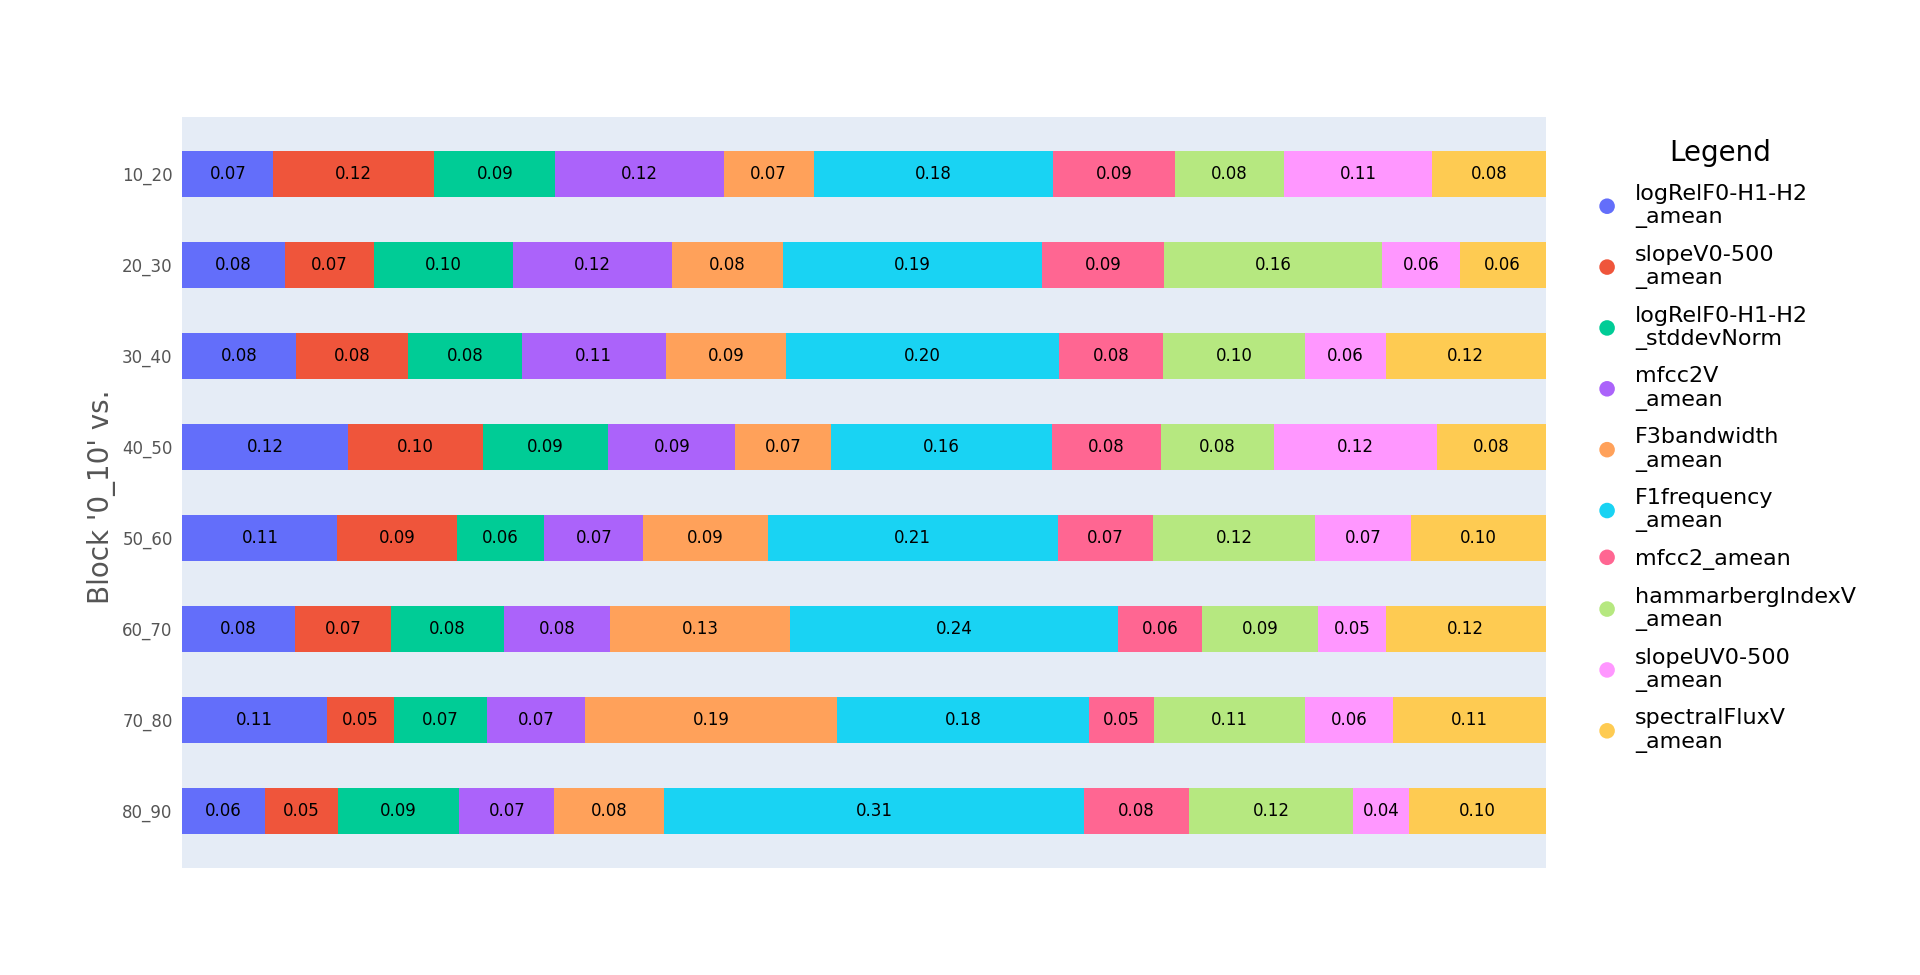 Block '0_10' vs.
10_20 0.07 0.12 0.09 0.12 0.07 0.18 0.09 0.08 0.11 0.08
20_30 0.08 0.07 0.10 0.12 0.08 0.19 0.09 0.16 0.06 0.06
30_40 0.08 0.08 0.08 0.11 0.09 0.20 0.08 0.10 0.06 0.12
40_50 0.12 0.10 0.09 0.09 0.07 0.16 0.08 0.08 0.12 0.08
50_60 0.11 0.09 0.06 0.07 0.09 0.21 0.07 0.12 0.07 0.10
60_70 0.08 0.07 0.08 0.08 0.13 0.24 0.06 0.09 0.05 0.12
70_80 0.11 0.05 0.07 0.07 0.19 0.18 0.05 0.11 0.06 0.11
80_90 0.06 0.05 0.09 0.07 0.08 0.31 0.08 0.12 0.04 0.10
Legend
logRelF0-H1-H2
_amean
slopeV0-500
_amean
logRelF0-H1-H2
_stddevNorm
mfcc2V
_amean
F3bandwidth
_amean
F1frequency
_amean
mfcc2_amean
hammarbergIndexV
_amean
slopeUV0-500
_amean
spectralFluxV
_amean